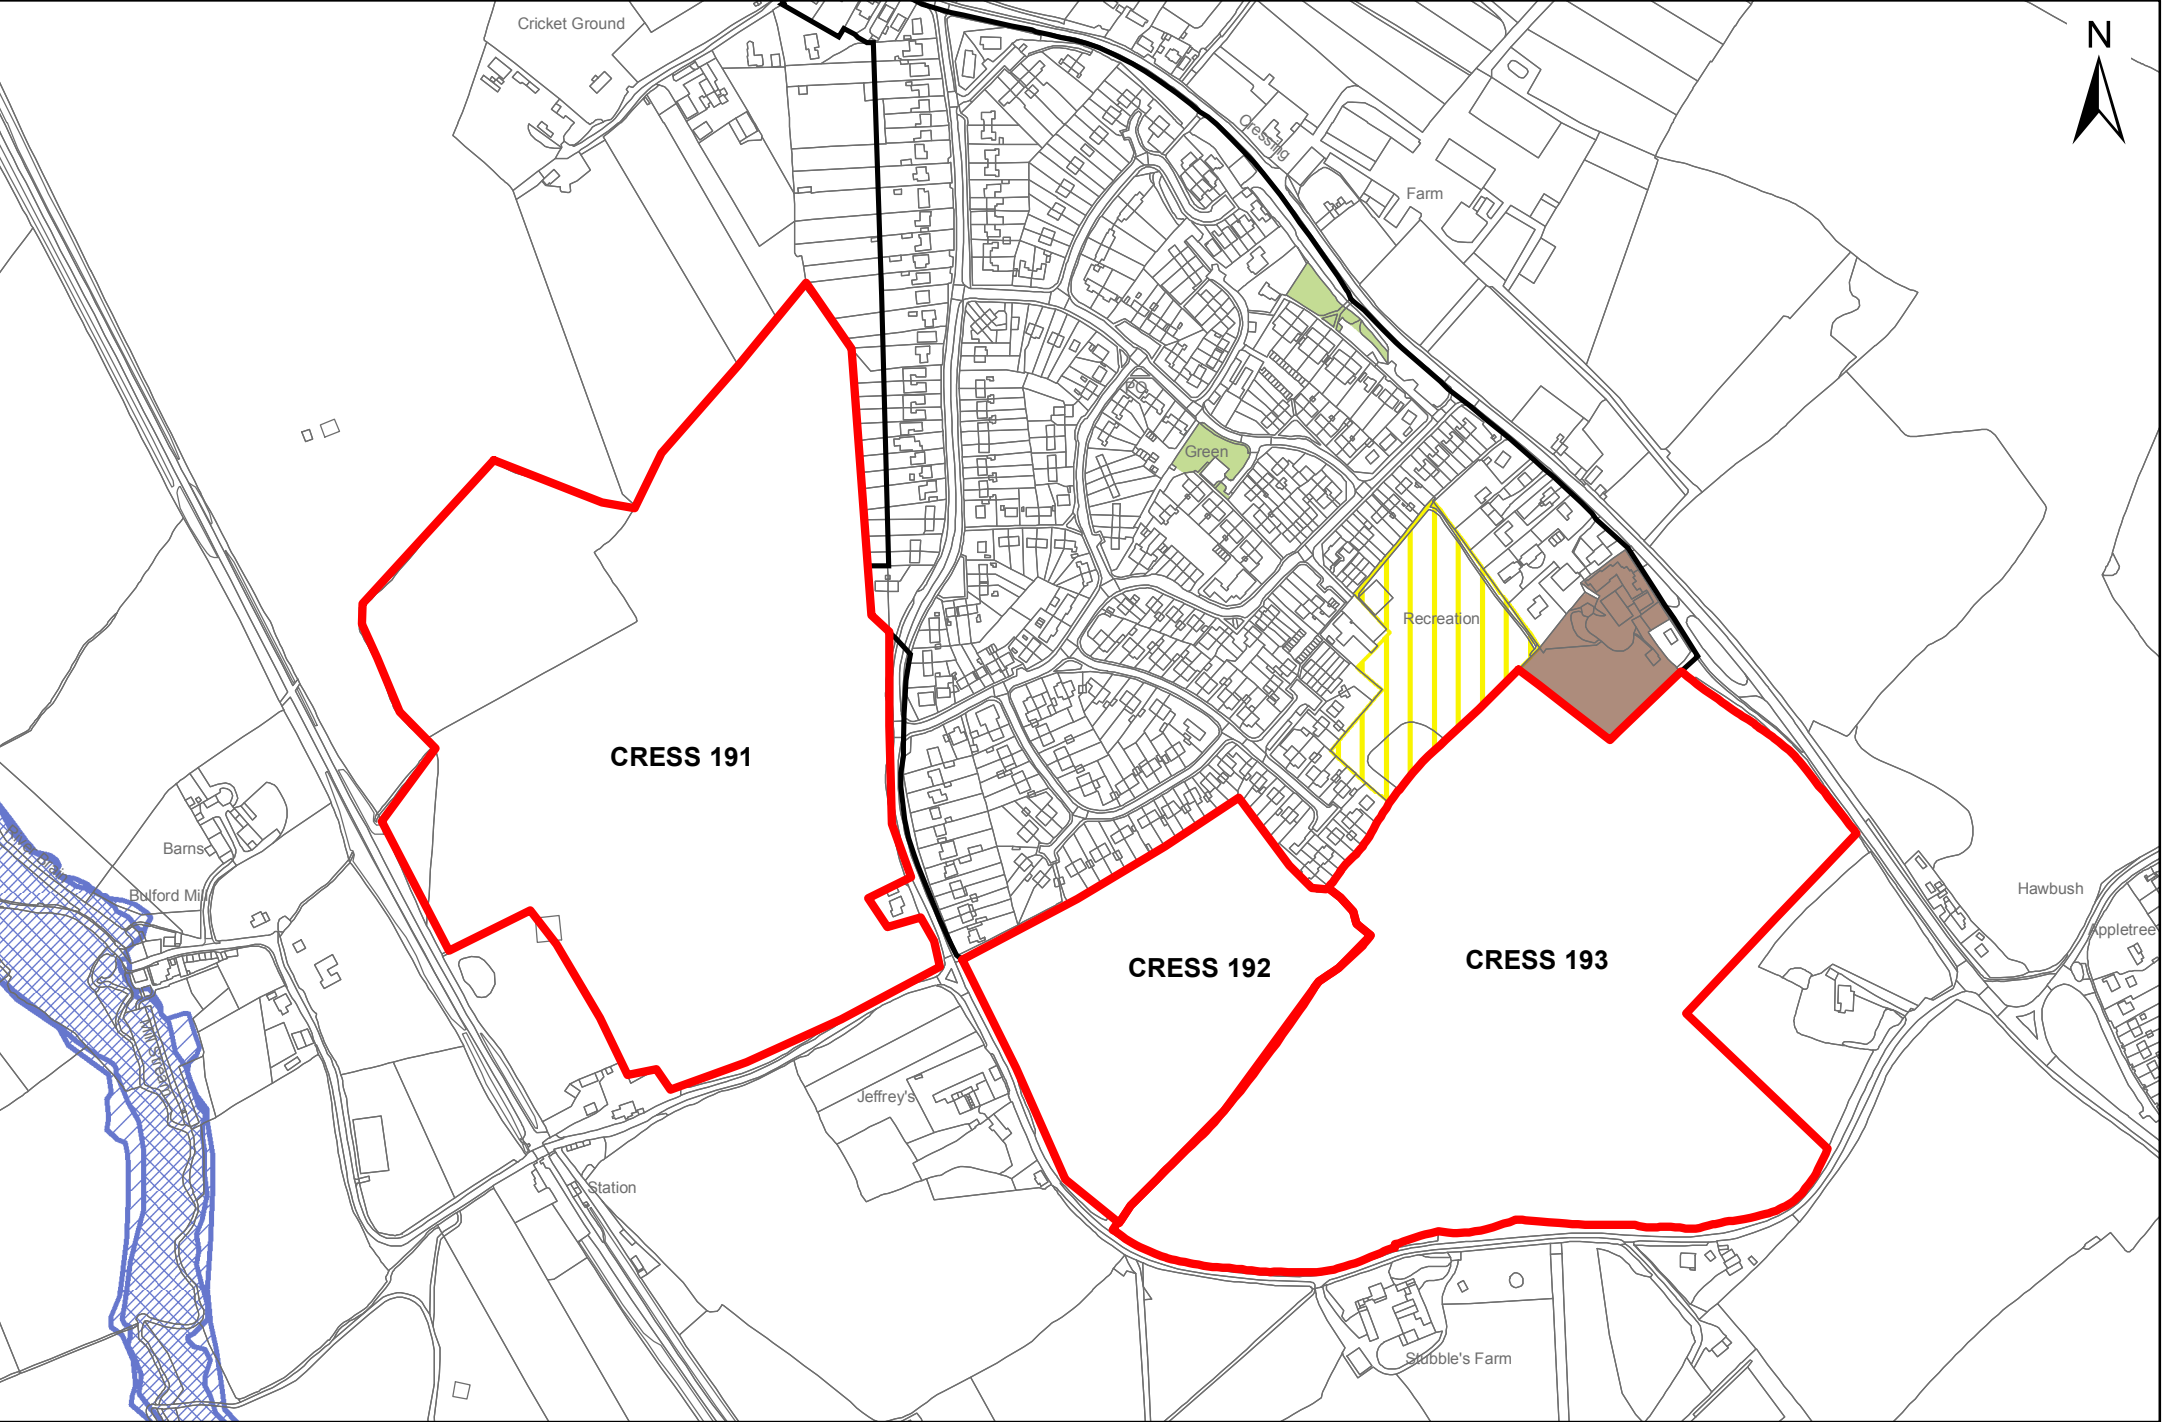 Cricket Ground
N
Cressing
Farm
PO
Green
Recreation
CRESS 191
Barns
Bulford Mill
Hawbush
Appletree
CRESS 192
CRESS 193
Jeffrey's
Station
Stubble's Farm